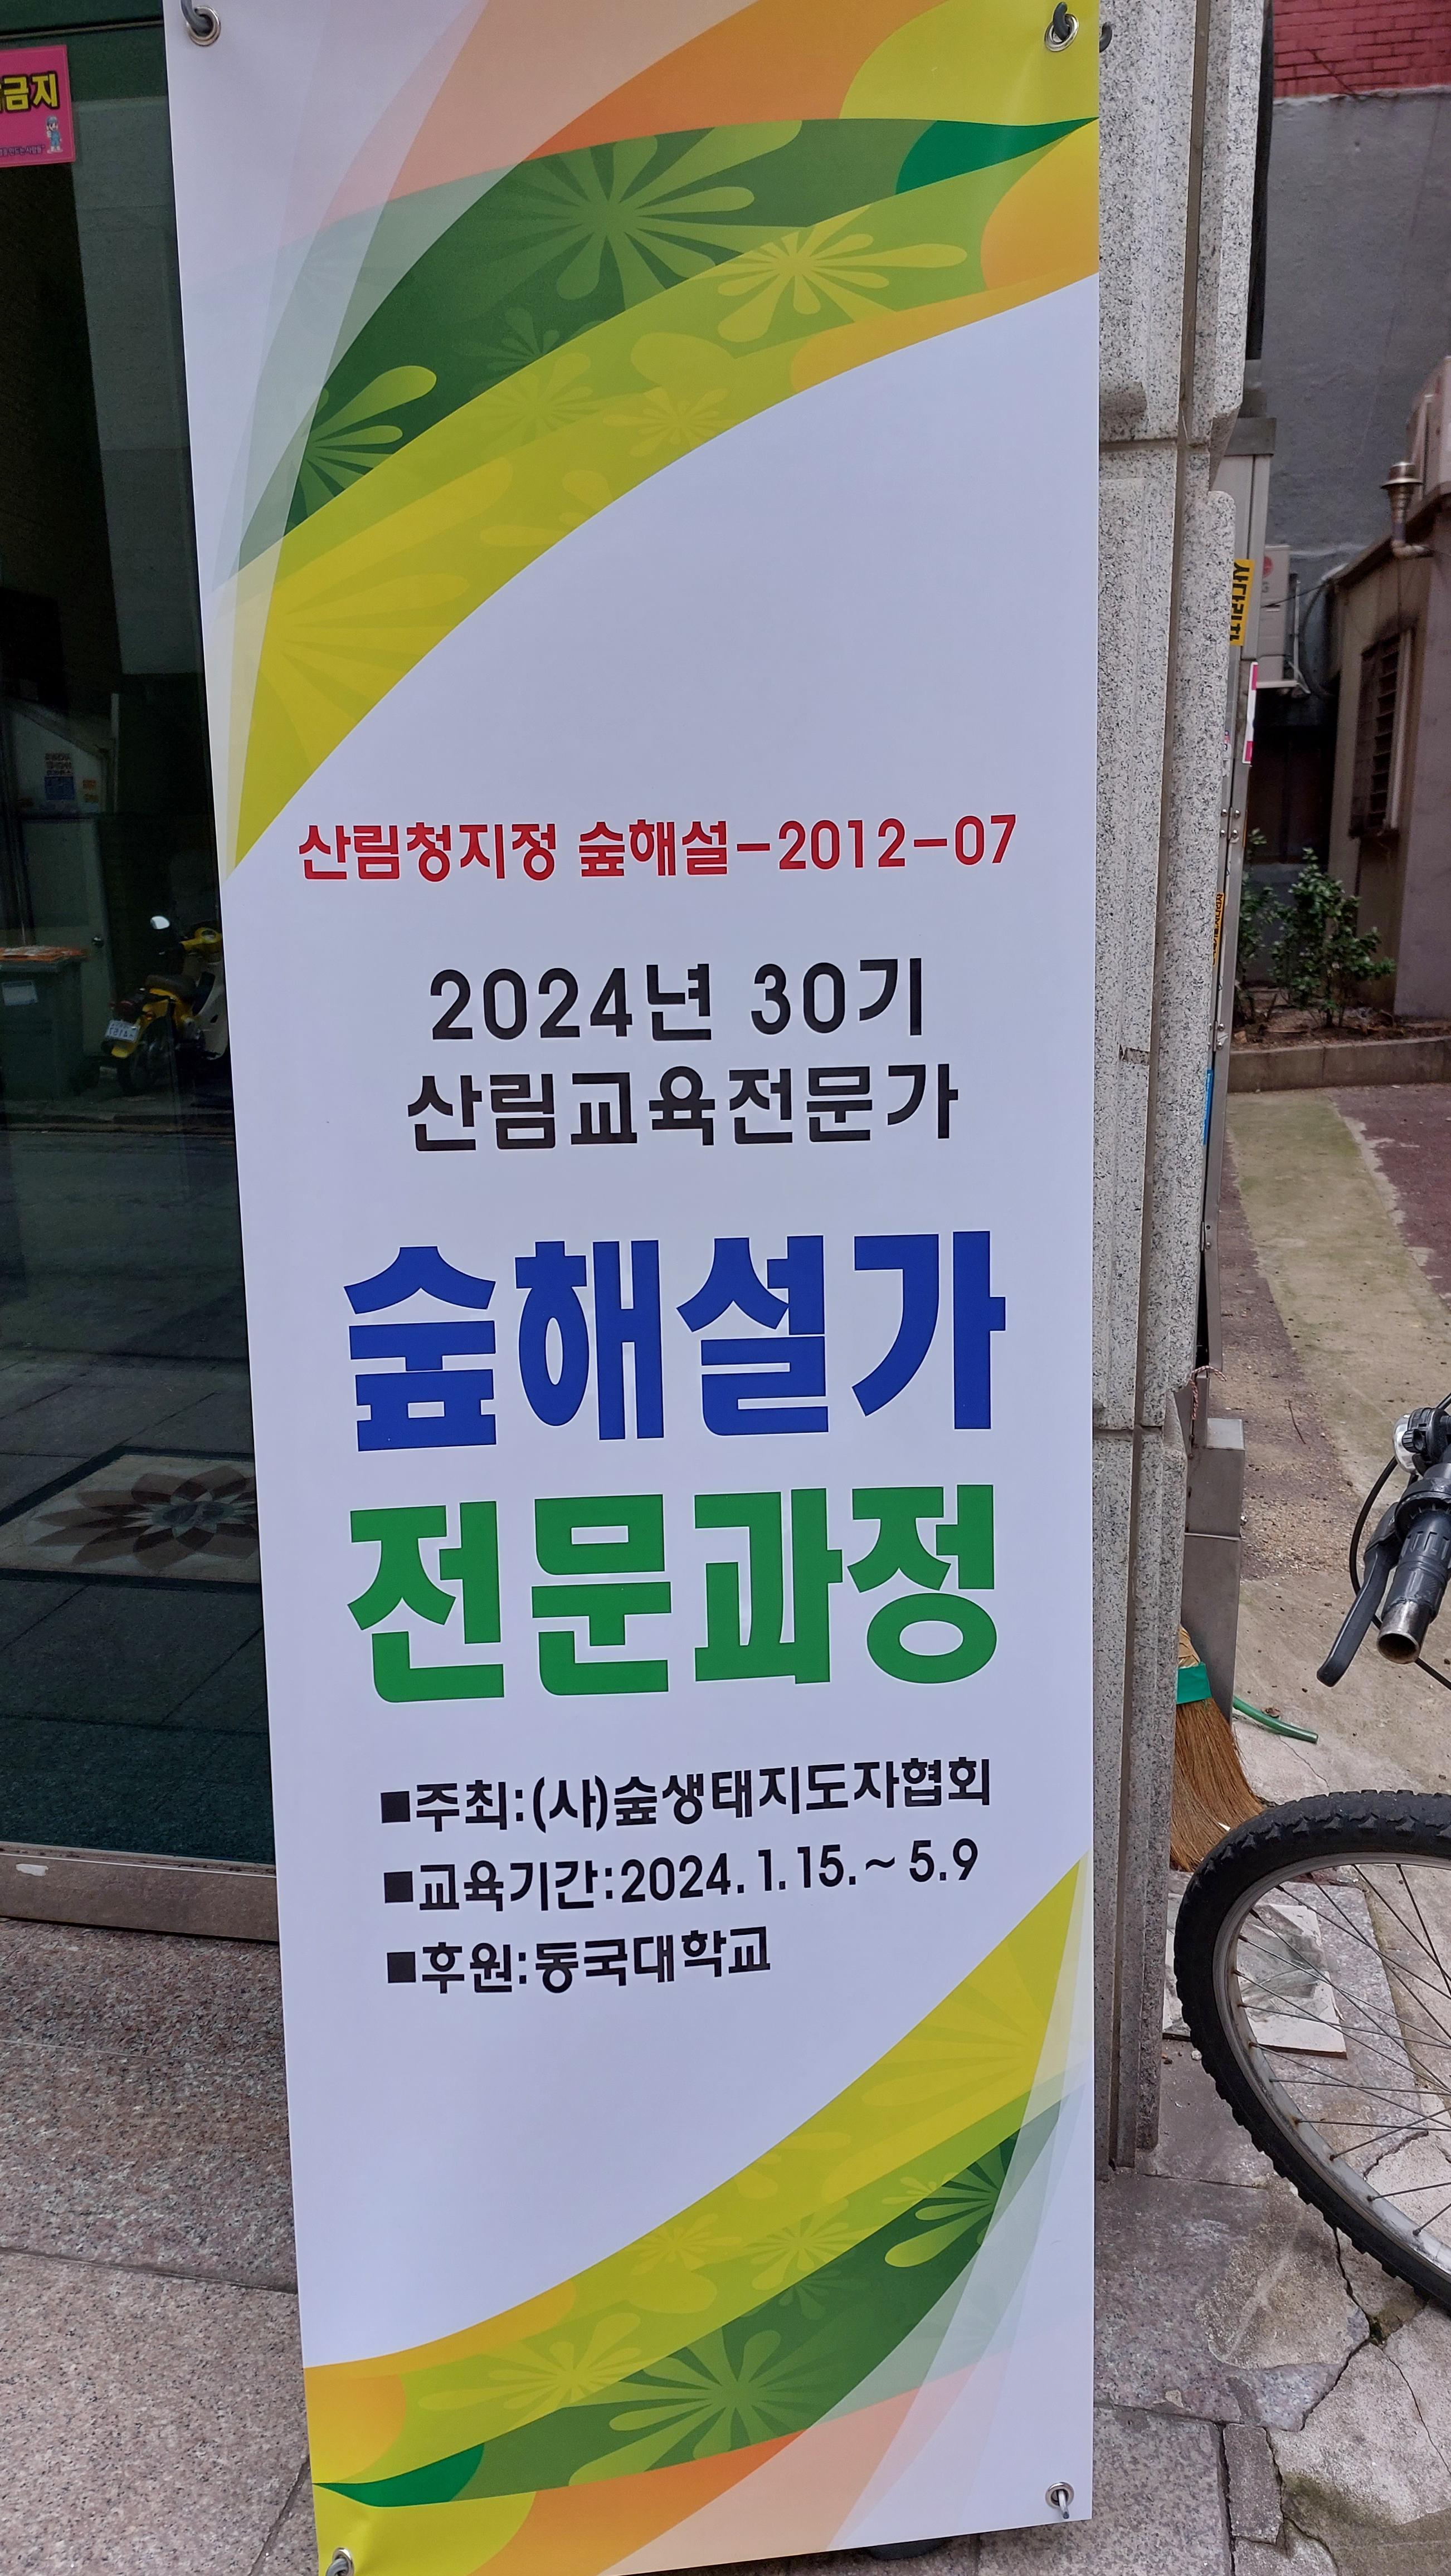 금지
산림청지정 숲해설-2012-07
2024년 30기
산림교육전문가
숲해설가
전문과정
■주최:(사)숲생태지도자협회
■교육기간:2024.1.15.~5.9
■후원:동국대학교